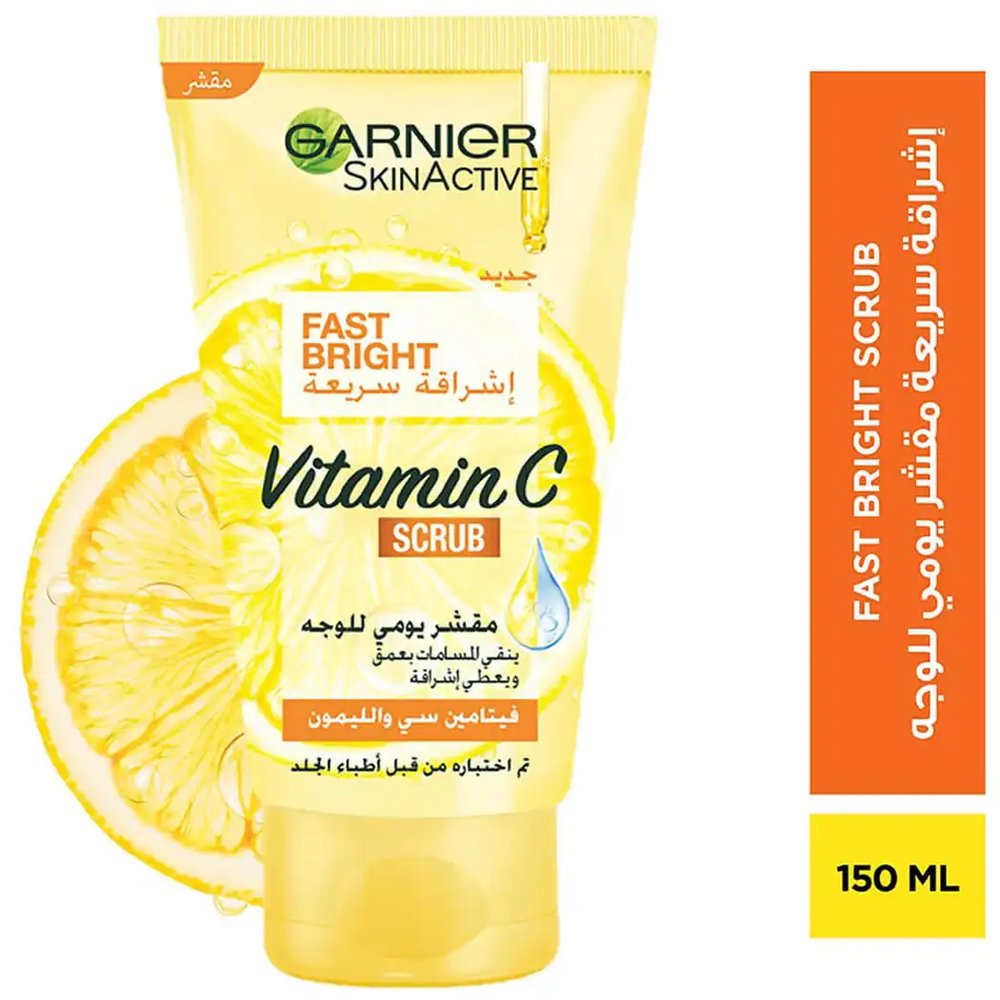 مقشر
GARNIER
SKINACTIVE
جديد
FAST
BRIGHT
إشراقة سريعة
Vitamin C
SCRUB
مقشر يومي للوجه
ينقي المسامات بعمق
ويعطي إشراقة
فيتامين سي والليمون
تم اختباره من قبل أطباء الجلد
FAST BRIGHT SCRUB
إشراقة سريعة مقشر يومي للوجه
150 ML